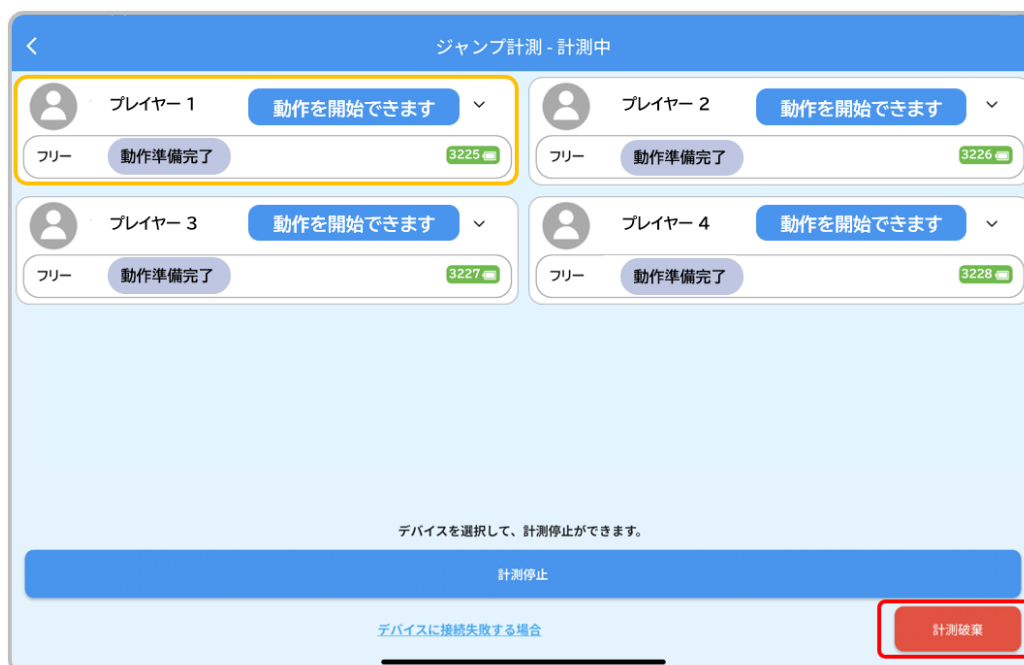 ジャンプ計測 - 計測中
プレイヤー 1
動作を開始できます
フリー
動作準備完了
3225
プレイヤー 2
動作を開始できます
フリー
動作準備完了
3226
プレイヤー 3
動作を開始できます
フリー
動作準備完了
3227
プレイヤー 4
動作を開始できます
フリー
動作準備完了
3228
デバイスを選択して、計測停止ができます。
計測停止
デバイスに接続失敗する場合
計測破棄